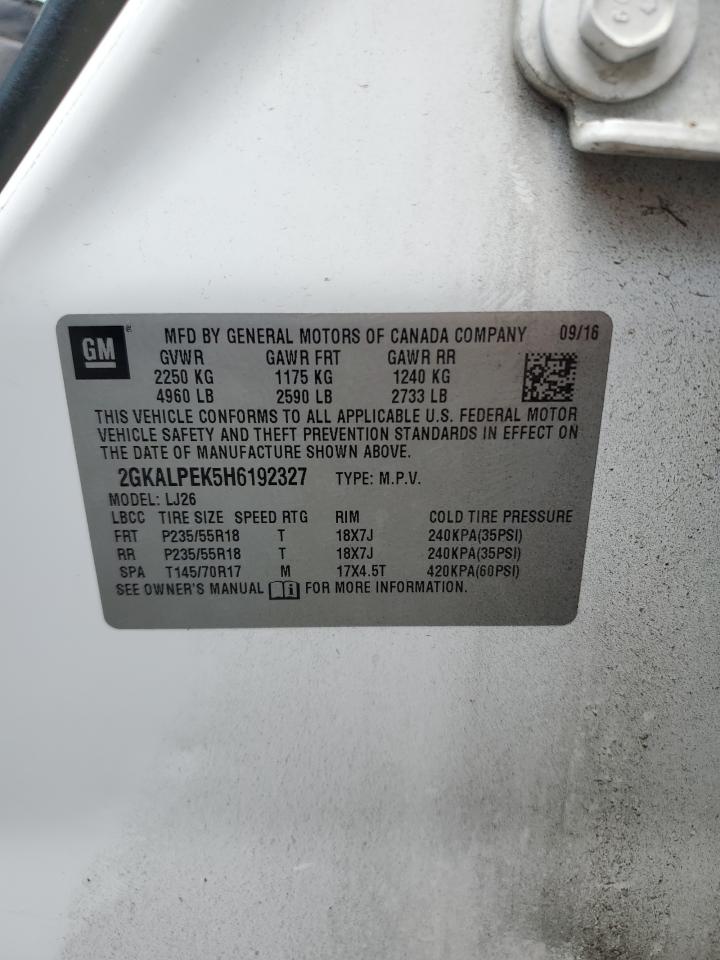 GM
MFD BY GENERAL MOTORS OF CANADA COMPANY 09/16
GVWR GAWR FRT GAWR RR
2250 KG 1175 KG 1240 KG
4960 LB 2590 LB 2733 LB
THIS VEHICLE CONFORMS TO ALL APPLICABLE U.S. FEDERAL MOTOR
VEHICLE SAFETY AND THEFT PREVENTION STANDARDS IN EFFECT ON
THE DATE OF MANUFACTURE SHOWN ABOVE.
2GKALPEK5H6192327 TYPE: M.P.V.
MODEL: LJ26
LBCC TIRE SIZE SPEED RTG RIM COLD TIRE PRESSURE
FRT P235/55R18 T 18X7J 240KPA(35PSI)
RR P235/55R18 T 18X7J 240KPA(35PSI)
SPA T145/70R17 M 17X4.5T 420KPA(60PSI)
SEE OWNER'S MANUAL FOR MORE INFORMATION.